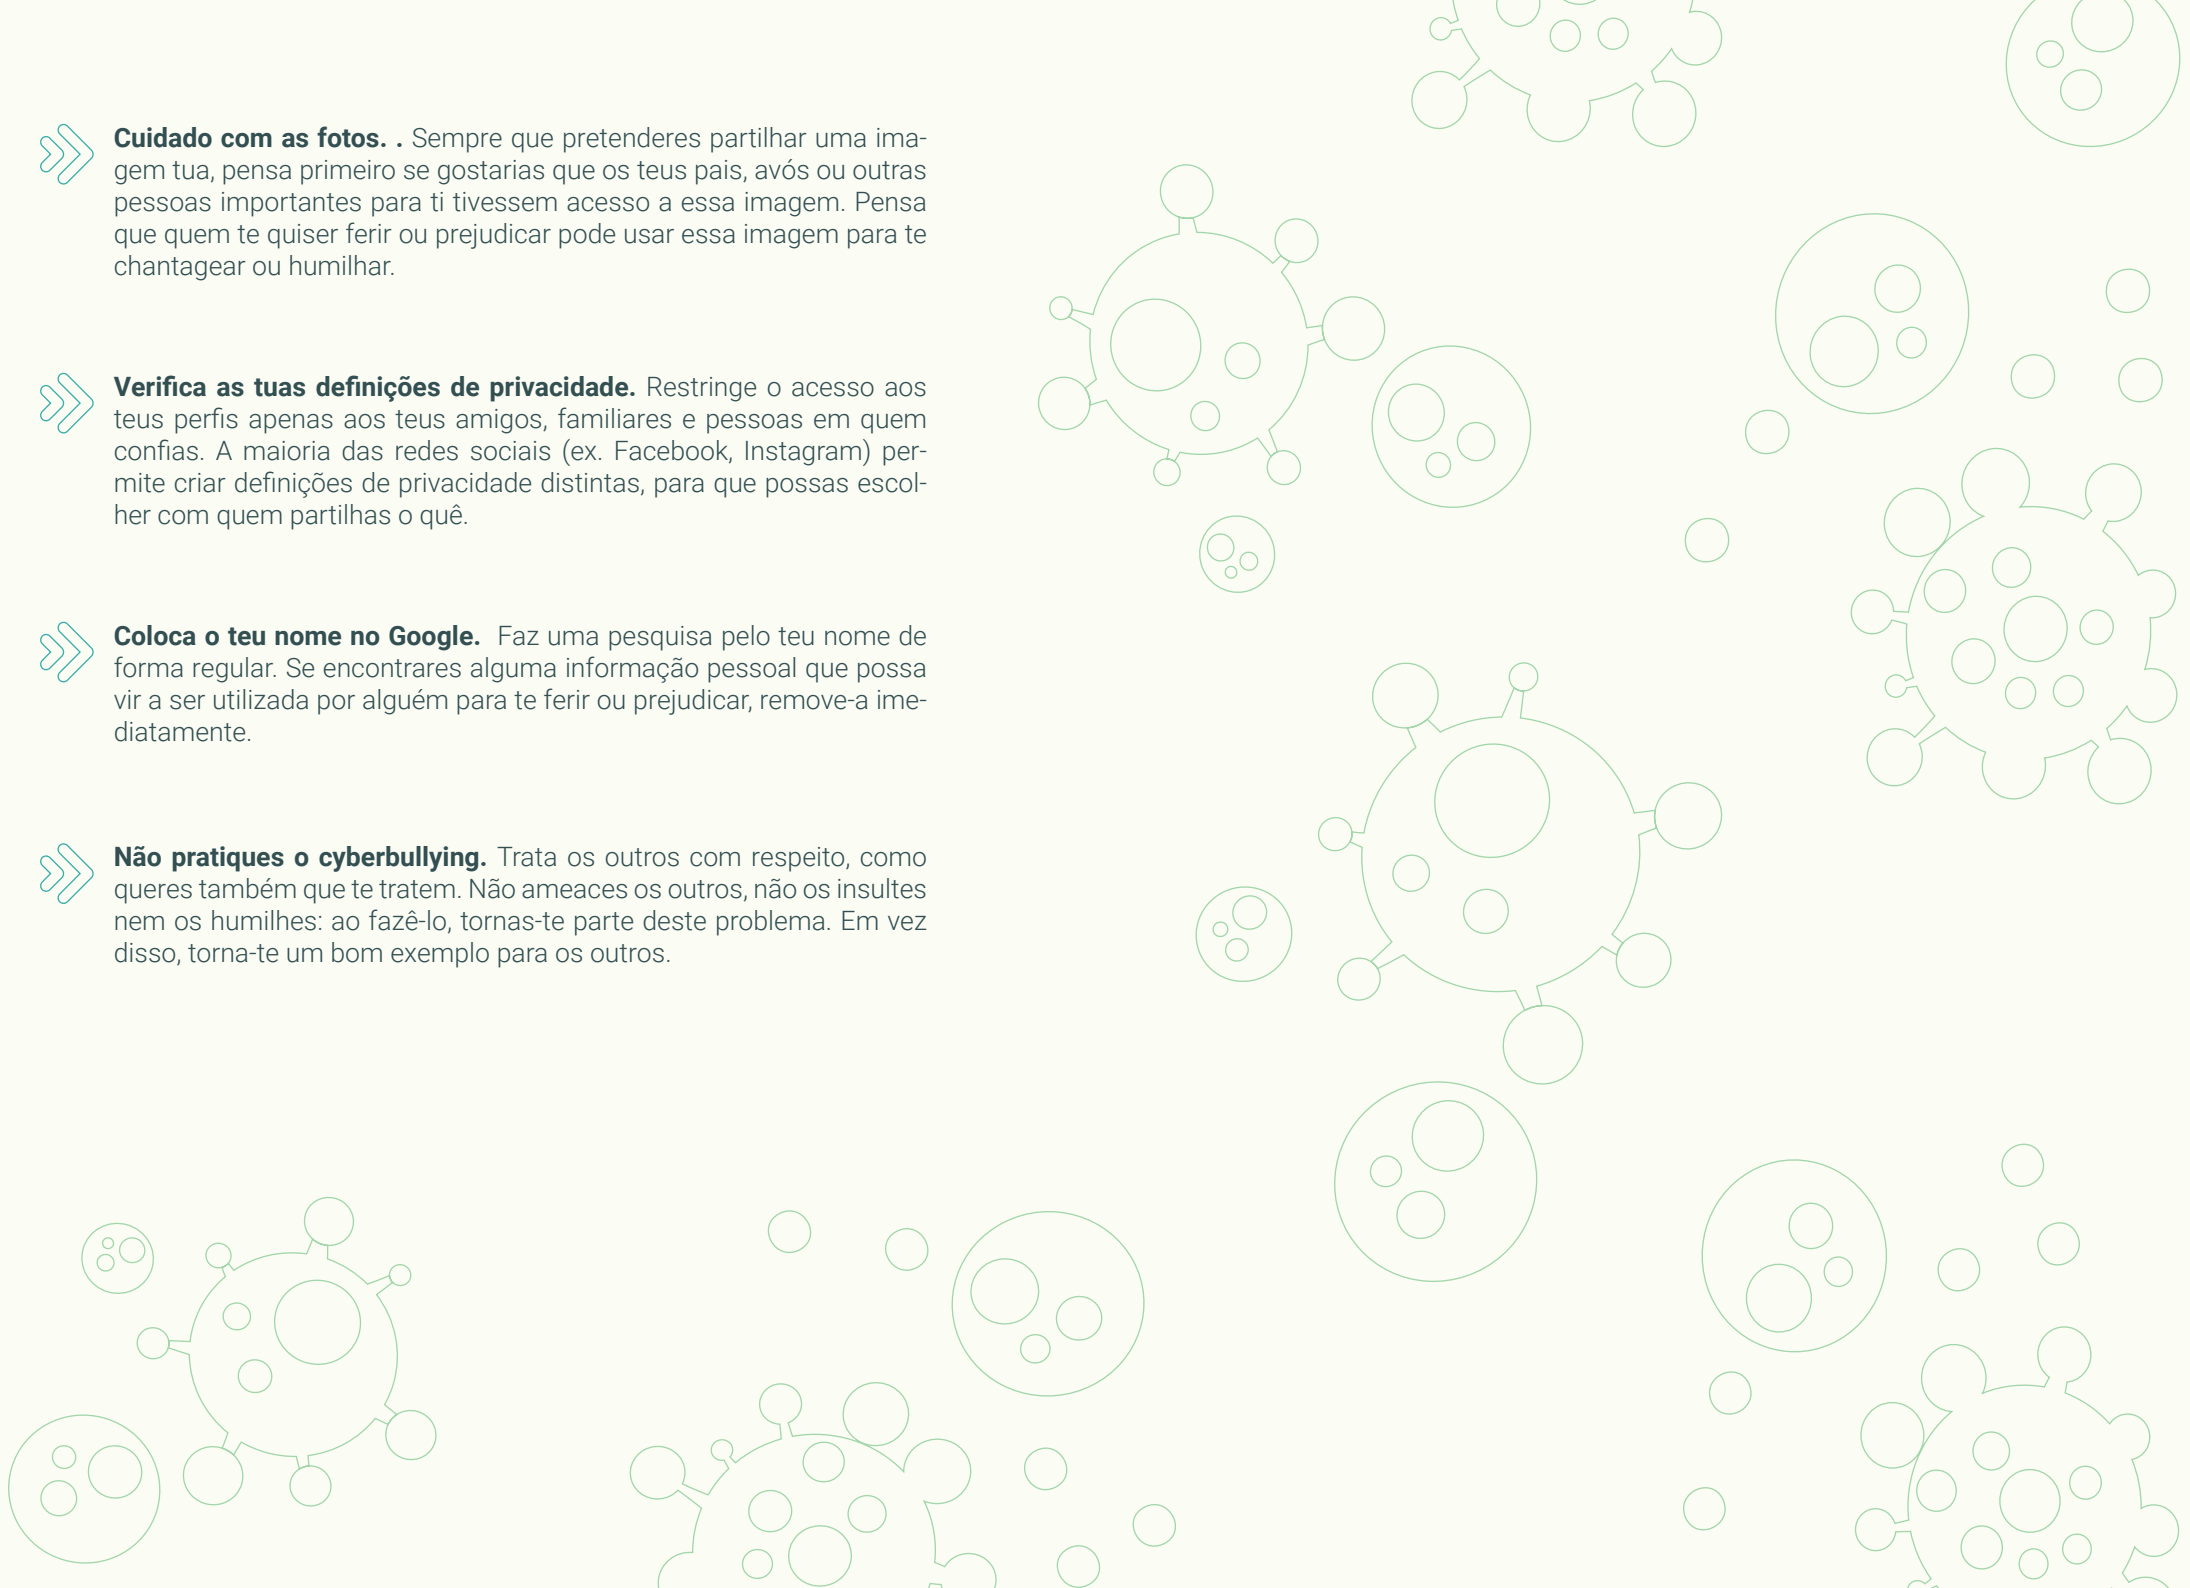 Cuidado com as fotos. . Sempre que pretenderes partilhar uma ima-
gem tua, pensa primeiro se gostarias que os teus pais, avós ou outras
pessoas importantes para ti tivessem acesso a essa imagem. Pensa
que quem te quiser ferir ou prejudicar pode usar essa imagem para te
chantagear ou humilhar.
Verifica as tuas definições de privacidade. Restringe o acesso aos
teus perfis apenas aos teus amigos, familiares e pessoas em quem
confias. A maioria das redes sociais (ex. Facebook, Instagram) per-
mite criar definições de privacidade distintas, para que possas escol-
her com quem partilhas o quê.
Coloca o teu nome no Google.  Faz uma pesquisa pelo teu nome de
forma regular. Se encontrares alguma informação pessoal que possa
vir a ser utilizada por alguém para te ferir ou prejudicar, remove-a ime-
diatamente.
Não pratiques o cyberbullying. Trata os outros com respeito, como
queres também que te tratem. Não ameaces os outros, não os insultes
nem os humilhes: ao fazê-lo, tornas-te parte deste problema. Em vez
disso, torna-te um bom exemplo para os outros.